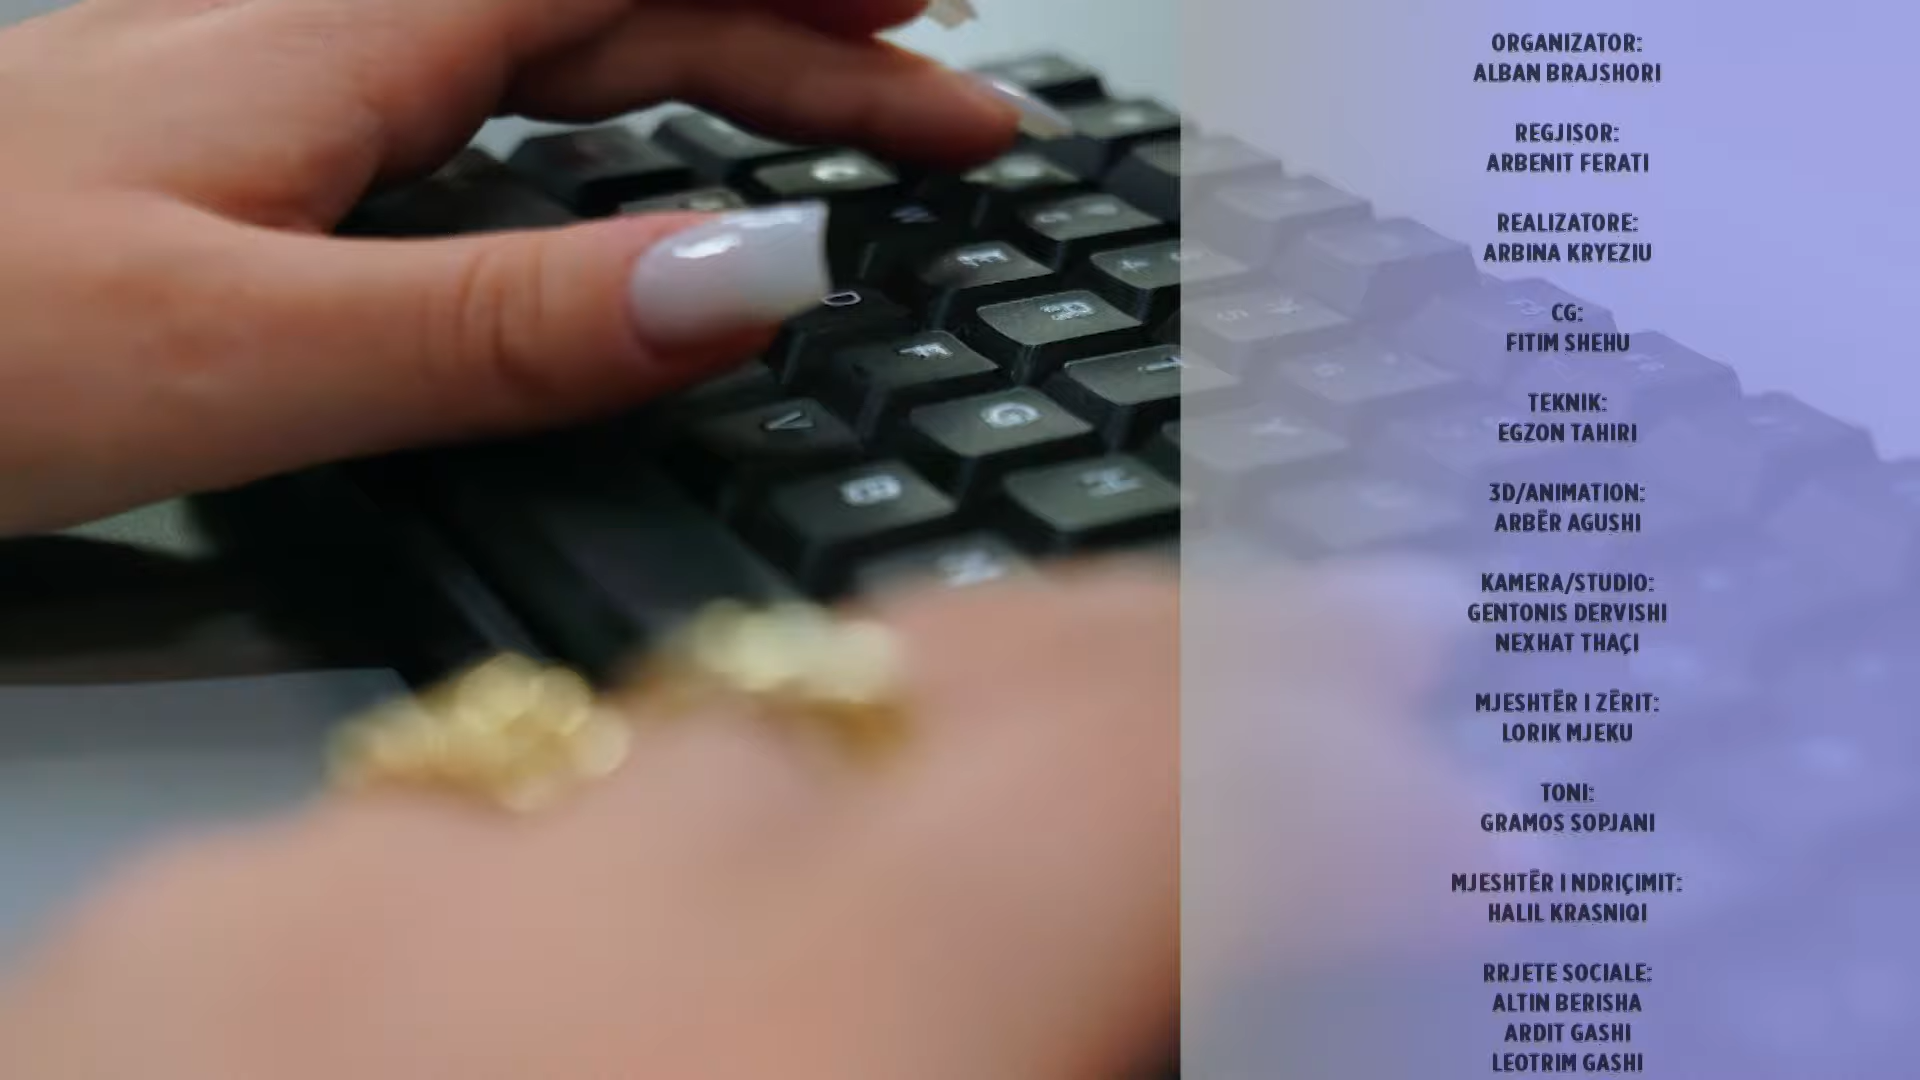 ORGANIZATOR:
ALBAN BRAJSHORI
REGJISOR:
ARBENIT FERATI
REALIZATORE:
ARBINA KRYEZIU
CG:
FITIM SHEHU
TEKNIK:
EGZON TAHIRI
3D/ANIMATION:
ARBËR AGUSHI
KAMERA/STUDIO:
GENTONIS DERVISHI
NEXHAT THAÇI
MJESHTËR I ZËRIT:
LORIK MJEKU
TONI:
GRAMOS SOPJANI
MJESHTËR I NDRIÇIMIT:
HALIL KRASNIQI
RRJETE SOCIALE:
ALTIN BERISHA
ARDIT GASHI
LEOTRIM GASHI